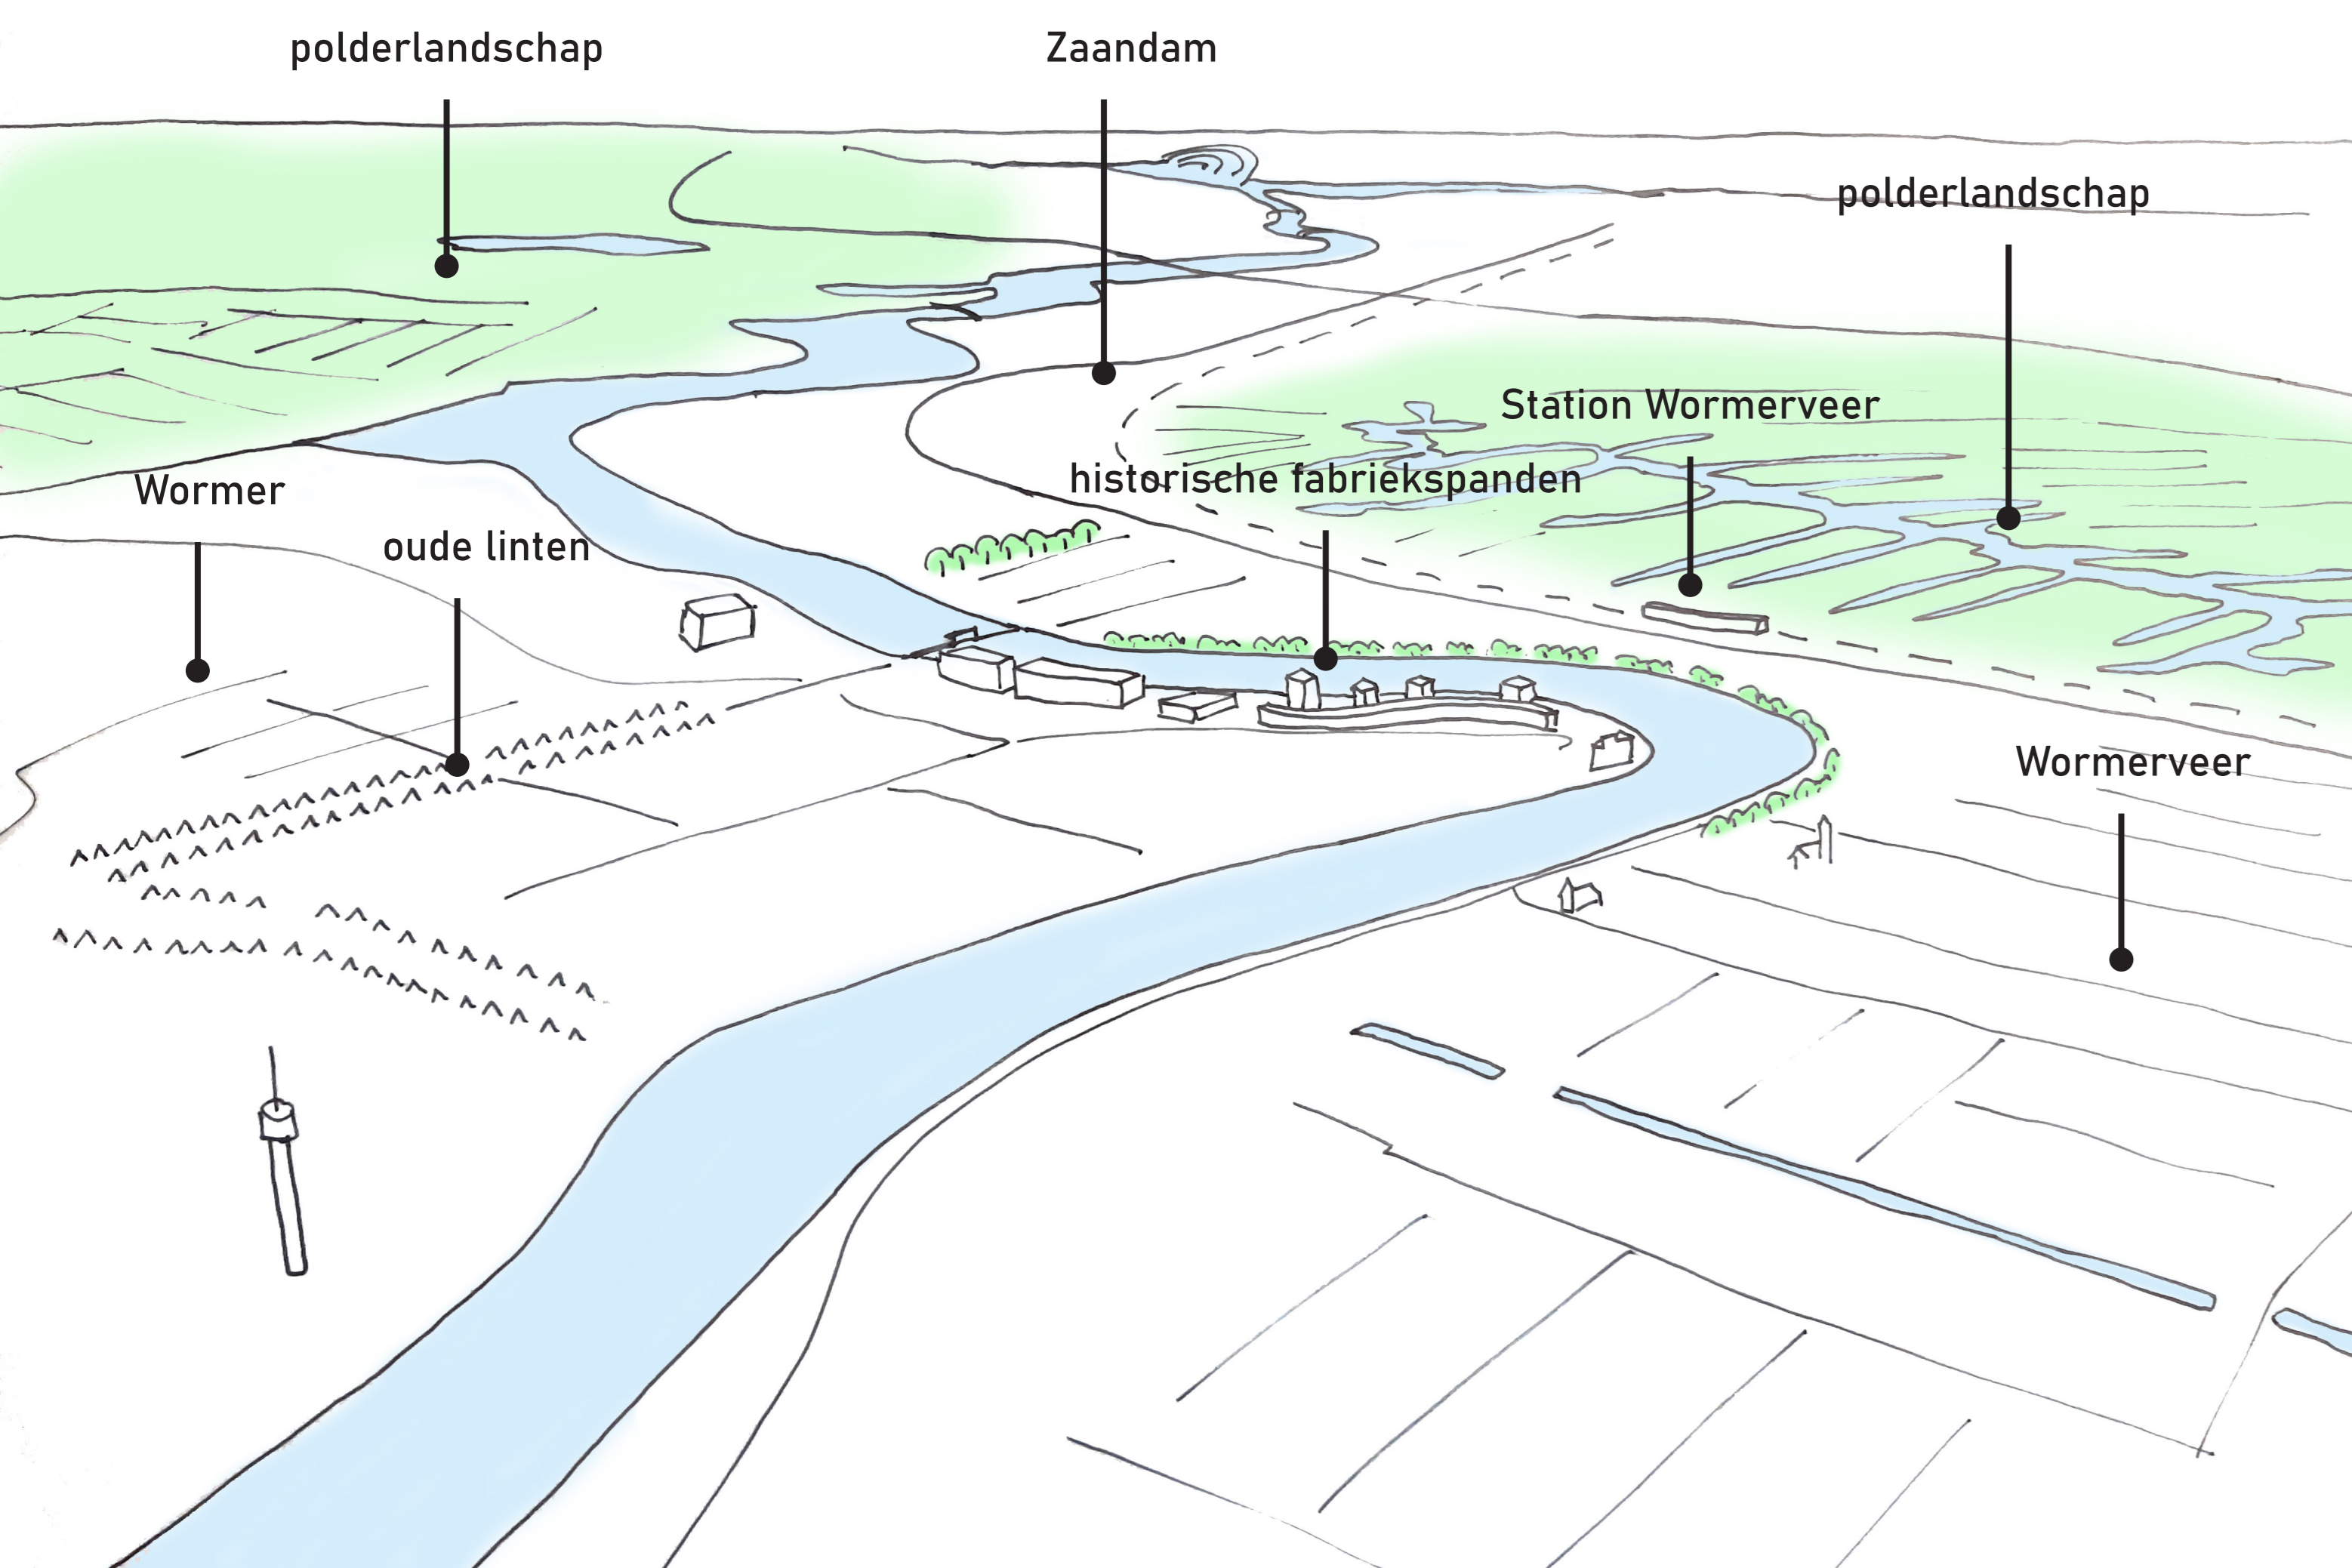 polderlandschap
Zaandam
polderlandschap
Station Wormerveer
historische fabriekspanden
Wormer
oude linten
Wormerveer